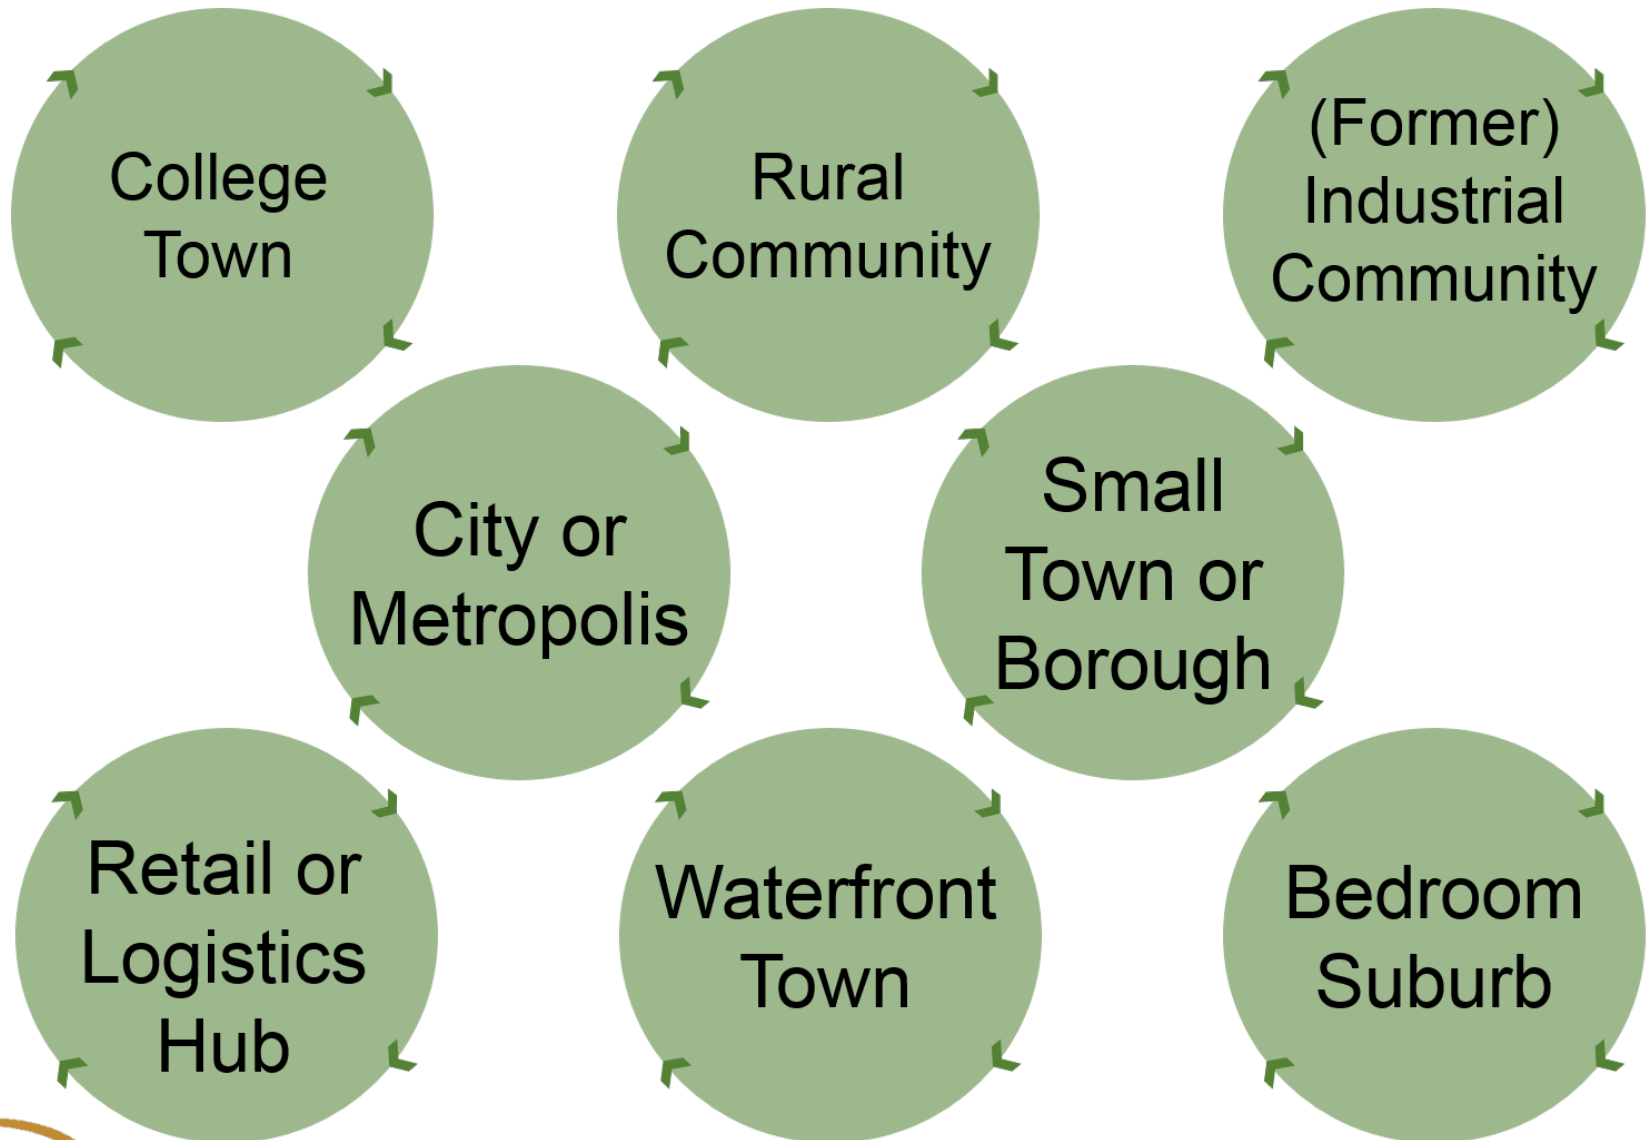 College
Town
Rural
Community
(Former)
Industrial
Community
City or
Metropolis
Small
Town or
Borough
Retail or
Logistics
Hub
Waterfront
Town
Bedroom
Suburb